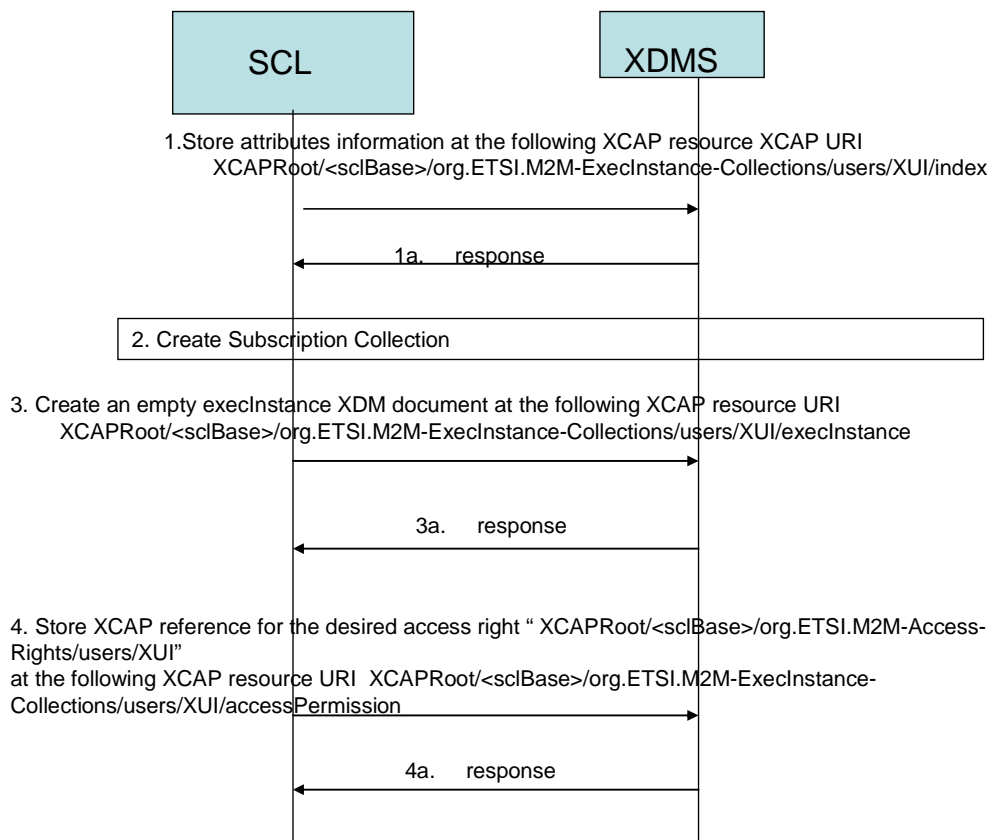 SCL
XDMS
1.Store attributes information at the following XCAP resource XCAP URI
XCAPRoot/<sclBase>/org.ETSI.M2M-ExecInstance-Collections/users/XUI/index
1a. response
2. Create Subscription Collection
3. Create an empty execInstance XDM document at the following XCAP resource URI
XCAPRoot/<sclBase>/org.ETSI.M2M-ExecInstance-Collections/users/XUI/execInstance
3a. response
4. Store XCAP reference for the desired access right “ XCAPRoot/<sclBase>/org.ETSI.M2M-Access-
Rights/users/XUI”
at the following XCAP resource URI XCAPRoot/<sclBase>/org.ETSI.M2M-ExecInstance-
Collections/users/XUI/accessPermission
4a. response